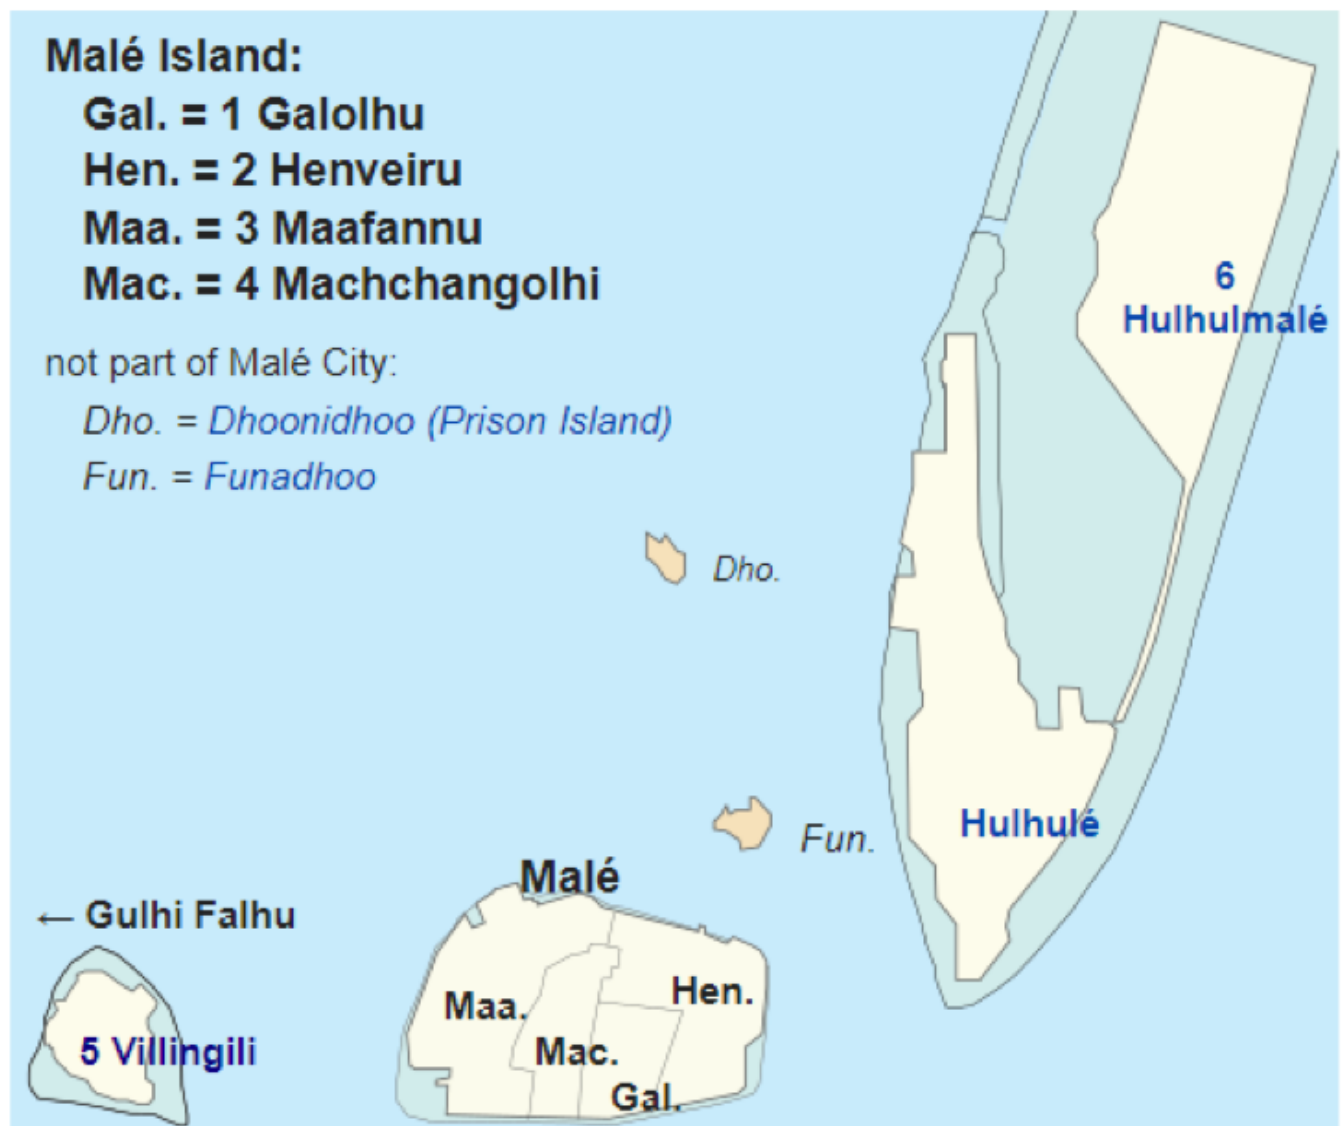 Malé Island:
Gal. = 1 Galolhu
Hen. = 2 Henveiru
Maa. = 3 Maafannu
Mac. = 4 Machchangolhi
not part of Malé City:
Dho. = Dhoonidhoo (Prison Island)
Fun. = Funadhoo
6
Hulhulmalé
Dho.
Hulhulé
Fun.
Malé
← Gulhi Falhu
Hen.
Maa.
Mac.
5 Villingili
Gal.